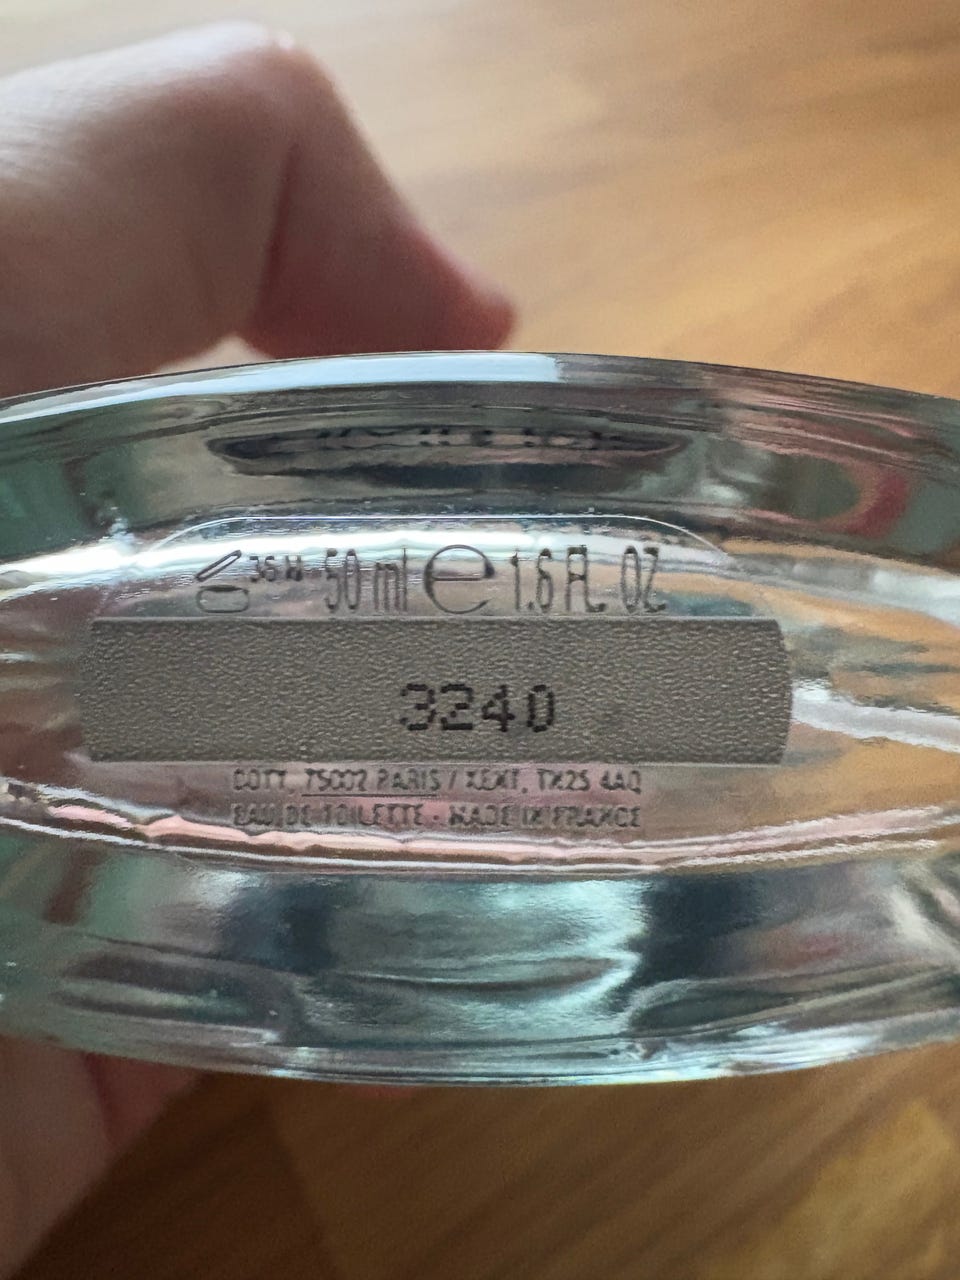 36 M 50 ml e 1.6 FL. OZ
3240
COTY, 75002 PARIS / KENT, TN25 4AQ
EAU DE TOILETTE - MADE IN FRANCE